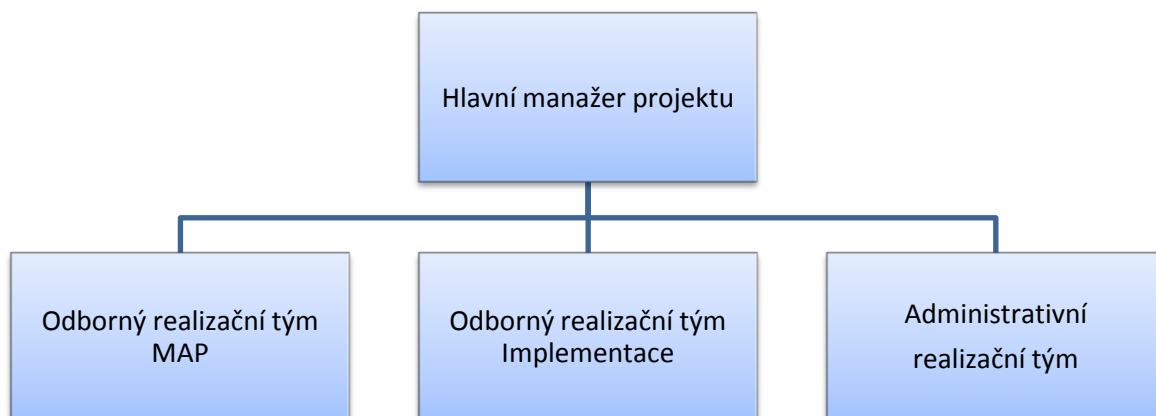 Hlavní manažer projektu
Odborný realizační tým
MAP
Odborný realizační tým
Implementace
Administrativní
realizační tým